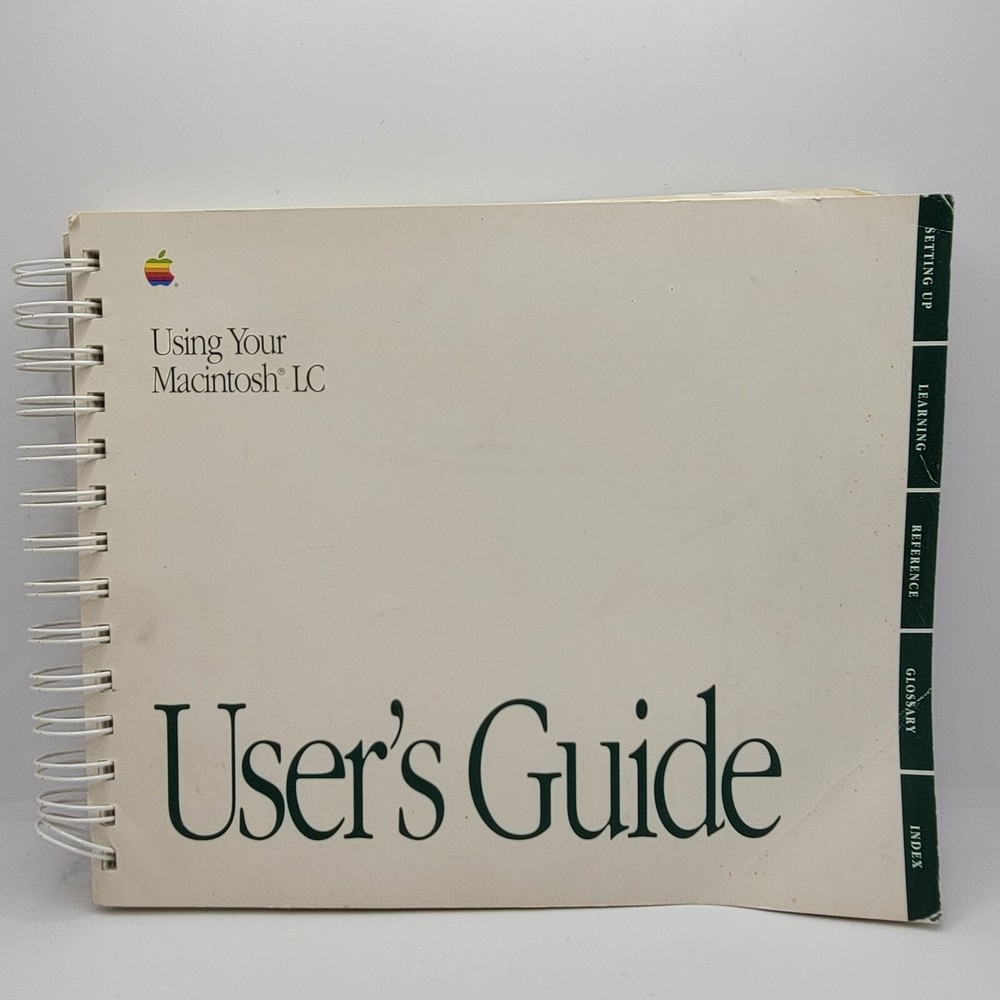 Using Your
Macintosh® LC
User's Guide
SETTING UP
LEARNING
REFERENCE
GLOSSARY
INDEX